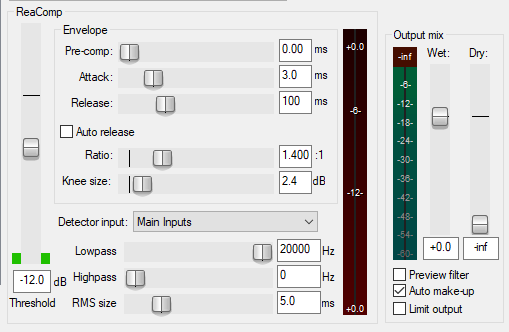 ReaComp
Envelope
Pre-comp: 0.00 ms
Attack: 3.0 ms
Release: 100 ms
Auto release
Ratio: 1.400 :1
Knee size: 2.4 dB
Detector input: Main Inputs
Lowpass 20000 Hz
Highpass 0 Hz
RMS size 5.0 ms
-12.0 dB
Threshold
+0.0
-6-
-12-
+0.0
Output mix
Wet: Dry:
-inf
-6-
-12-
-18-
-24-
-30-
-36-
-42-
-48-
-54-
-60-
+0.0 -inf
Preview filter
Auto make-up
Limit output